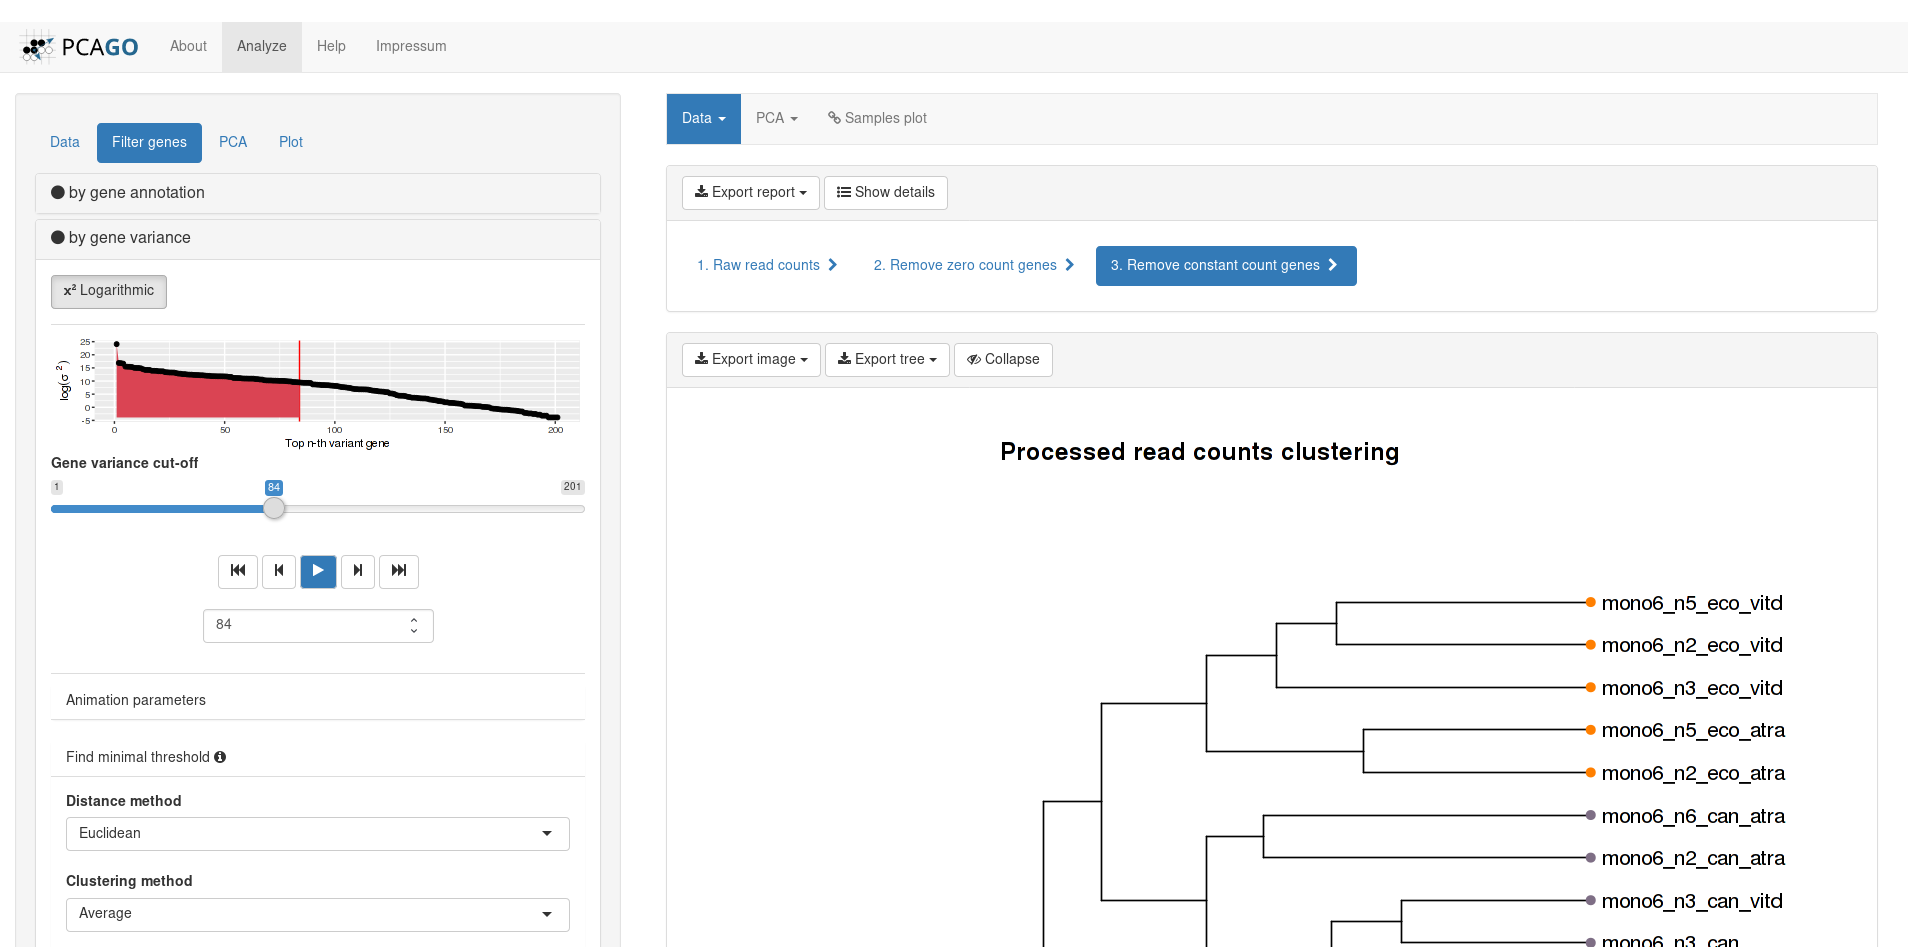 PCAGO About Analyze Help Impressum
Data Filter genes PCA Plot
by gene annotation
by gene variance
x² Logarithmic
25
20
15
10
5
0
-5
log(σ ²)
0 50 100 150 200
Top n-th variant gene
Gene variance cut-off
1 84 201
84
Animation parameters
Find minimal threshold
Distance method
Euclidean
Clustering method
Average
Data PCA Samples plot
Export report Show details
1. Raw read counts 2. Remove zero count genes 3. Remove constant count genes
Export image Export tree Collapse
Processed read counts clustering
mono6_n5_eco_vitd
mono6_n2_eco_vitd
mono6_n3_eco_vitd
mono6_n5_eco_atra
mono6_n2_eco_atra
mono6_n6_can_atra
mono6_n2_can_atra
mono6_n3_can_vitd
mono6_n3_can